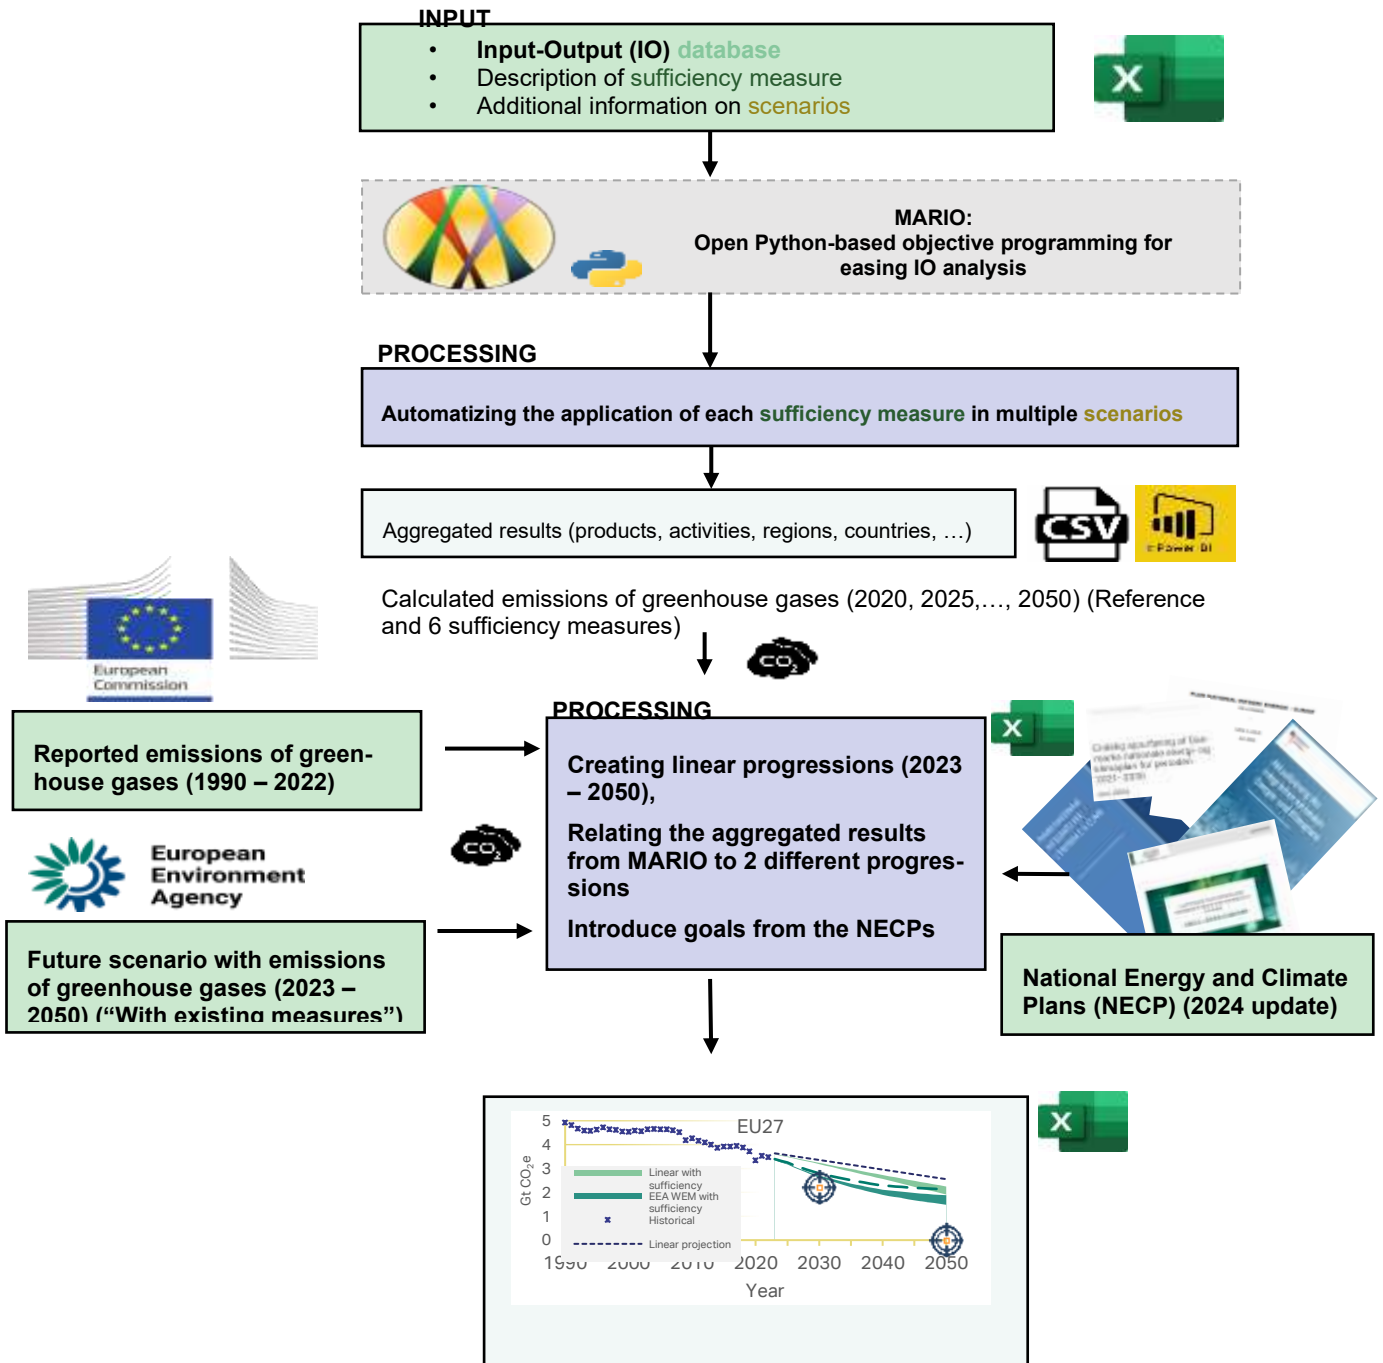 INPUT
• Input-Output (IO) database
• Description of sufficiency measure
• Additional information on scenarios
X
MARIO:
Open Python-based objective programming for
easing IO analysis
PROCESSING
Automatizing the application of each sufficiency measure in multiple scenarios
Aggregated results (products, activities, regions, countries, …)
CSV
Power BI
Calculated emissions of greenhouse gases (2020, 2025,…, 2050) (Reference
and 6 sufficiency measures)
CO2
European
Commission
Reported emissions of green-
house gases (1990 – 2022)
CO2
European
Environment
Agency
Future scenario with emissions
of greenhouse gases (2023 –
2050) (“With existing measures”)
PROCESSING
Creating linear progressions (2023
– 2050),
Relating the aggregated results
from MARIO to 2 different progres-
sions
Introduce goals from the NECPs
X
National Energy and Climate
Plans (NECP) (2024 update)
X
EU27
Gt CO2e
5
4
3
2
1
0
Linear with
sufficiency
EEA WEM with
sufficiency
Historical
Linear projection
1990 2000 2010 2020 2030 2040 2050
Year